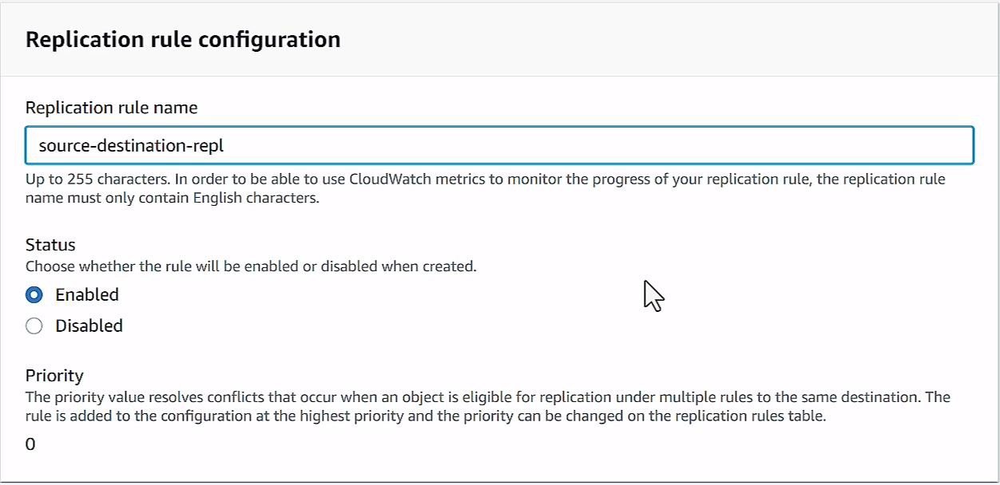 Replication rule configuration
Replication rule name
source-destination-repl
Up to 255 characters. In order to be able to use CloudWatch metrics to monitor the progress of your replication rule, the replication rule
name must only contain English characters.
Status
Choose whether the rule will be enabled or disabled when created.
Enabled
Disabled
Priority
The priority value resolves conflicts that occur when an object is eligible for replication under multiple rules to the same destination. The
rule is added to the configuration at the highest priority and the priority can be changed on the replication rules table.
0